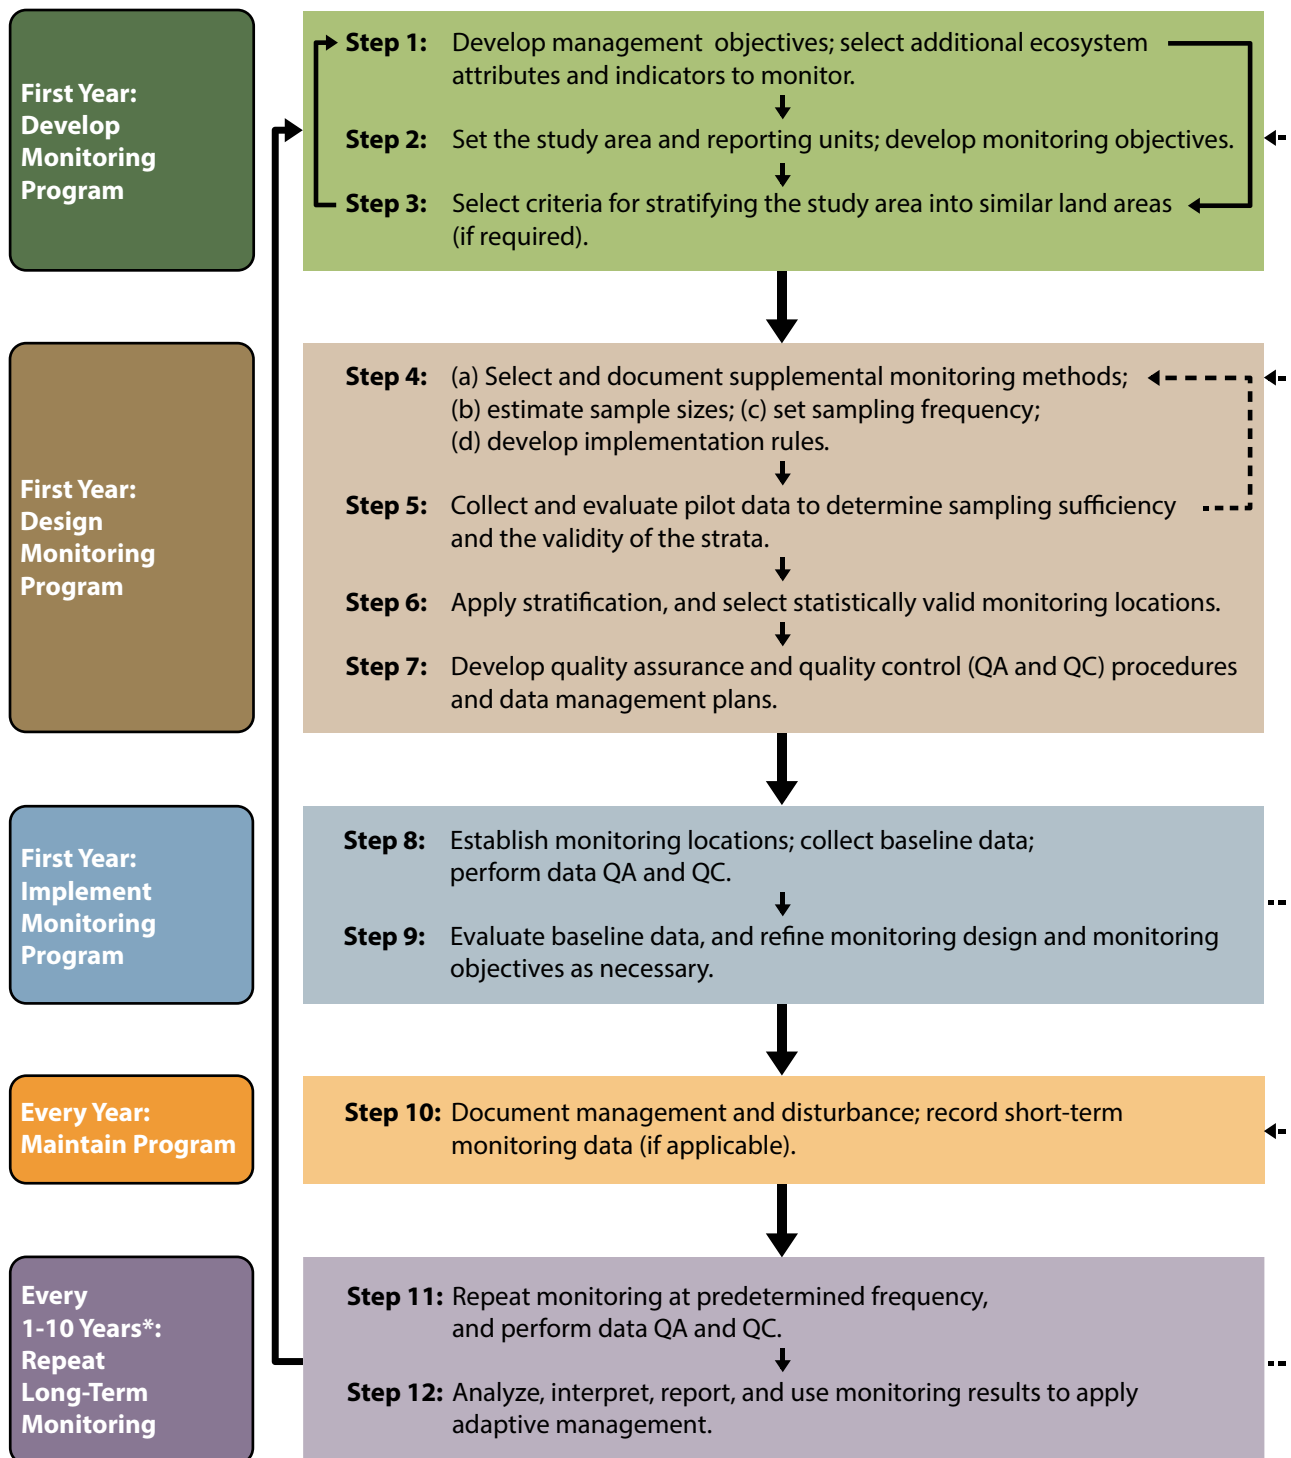 First Year:
Develop
Monitoring
Program
Step 1: Develop management objectives; select additional ecosystem
attributes and indicators to monitor.
Step 2: Set the study area and reporting units; develop monitoring objectives.
Step 3: Select criteria for stratifying the study area into similar land areas
(if required).
First Year:
Design
Monitoring
Program
Step 4: (a) Select and document supplemental monitoring methods;
(b) estimate sample sizes; (c) set sampling frequency;
(d) develop implementation rules.
Step 5: Collect and evaluate pilot data to determine sampling sufficiency
and the validity of the strata.
Step 6: Apply stratification, and select statistically valid monitoring locations.
Step 7: Develop quality assurance and quality control (QA and QC) procedures
and data management plans.
First Year:
Implement
Monitoring
Program
Step 8: Establish monitoring locations; collect baseline data;
perform data QA and QC.
Step 9: Evaluate baseline data, and refine monitoring design and monitoring
objectives as necessary.
Every Year:
Maintain Program
Step 10: Document management and disturbance; record short-term
monitoring data (if applicable).
Every
1-10 Years*:
Repeat
Long-Term
Monitoring
Step 11: Repeat monitoring at predetermined frequency,
and perform data QA and QC.
Step 12: Analyze, interpret, report, and use monitoring results to apply
adaptive management.